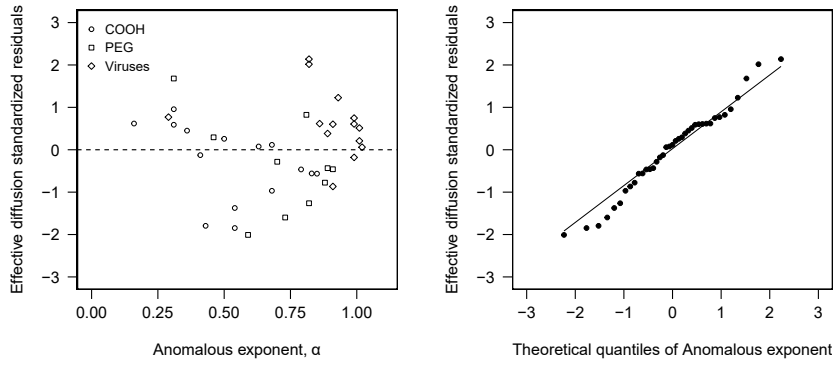 Effective diffusion standardized residuals
3
2
1
0
−1
−2
−3
COOH
PEG
Viruses
0.00 0.25 0.50 0.75 1.00
Anomalous exponent, α
Effective diffusion standardized residuals
3
2
1
0
−1
−2
−3
−3 −2 −1 0 1 2 3
Theoretical quantiles of Anomalous exponent